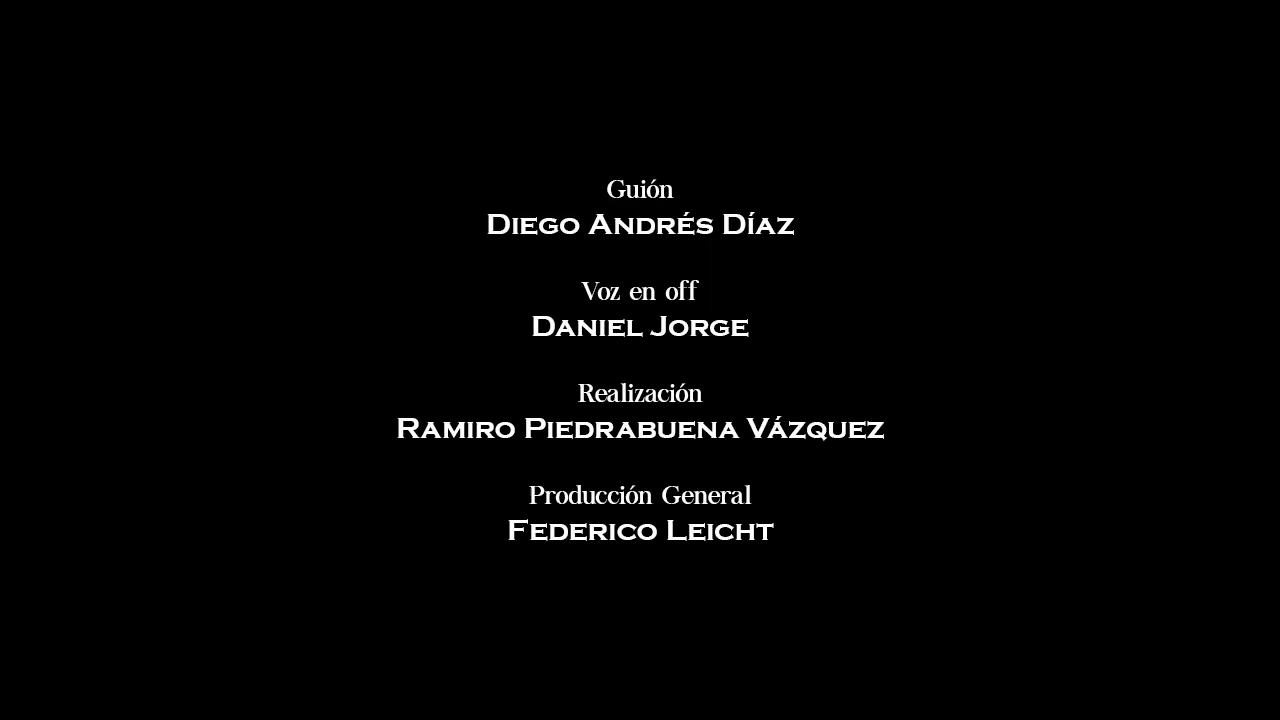 Guión
Diego Andrés Díaz
Voz en off
Daniel Jorge
Realización
Ramiro Piedrabuena Vázquez
Producción General
Federico Leicht